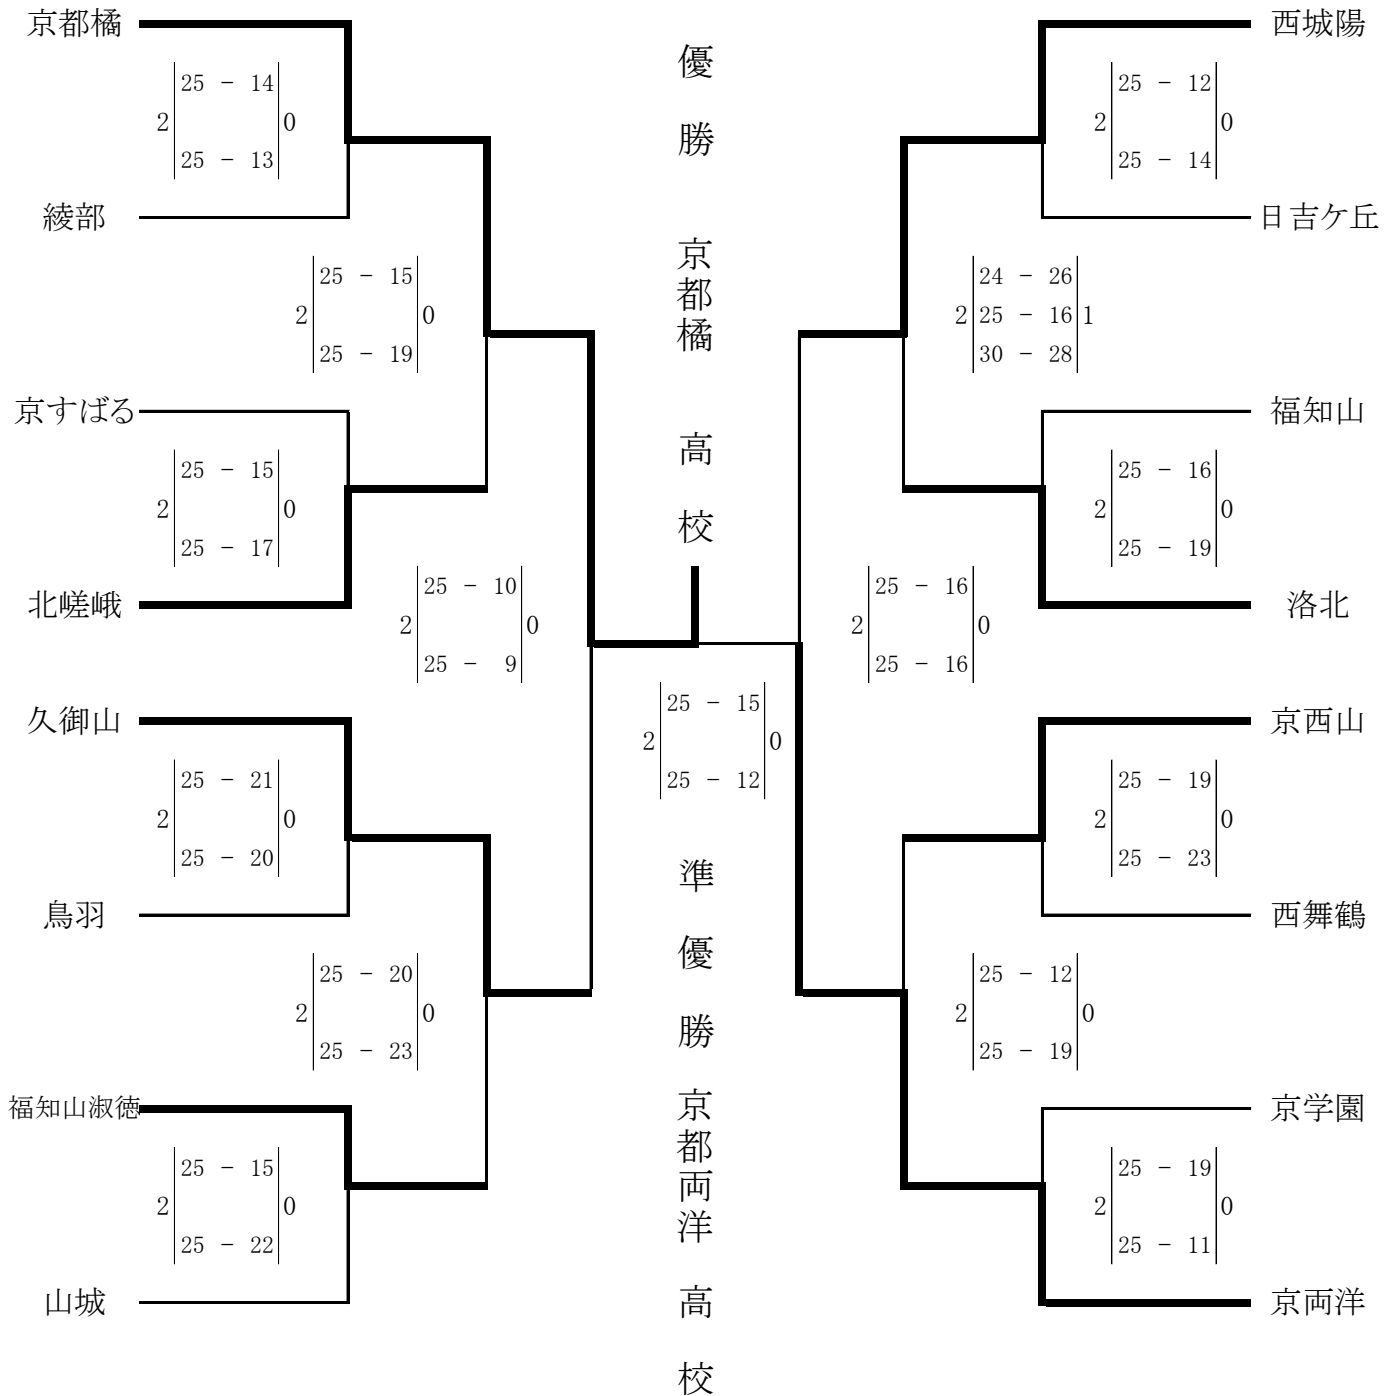 京都橘
25 － 14
2 0
25 － 13
綾部
25 － 15
2 0
25 － 19
京すばる
25 － 15
2 0
25 － 17
北嵯峨
25 － 10
2 0
25 － 9
久御山
25 － 21
2 0
25 － 20
鳥羽
25 － 20
2 0
25 － 23
福知山淑徳
25 － 15
2 0
25 － 22
山城
優勝 京都橘 高校
25 － 15
2 0
25 － 12
準優勝 京都両洋 高校
西城陽
25 － 12
2 0
25 － 14
日吉ケ丘
24 － 26
2 25 － 16 1
30 － 28
福知山
25 － 16
2 0
25 － 19
洛北
25 － 16
2 0
25 － 16
京西山
25 － 19
2 0
25 － 23
西舞鶴
25 － 12
2 0
25 － 19
京学園
25 － 19
2 0
25 － 11
京両洋